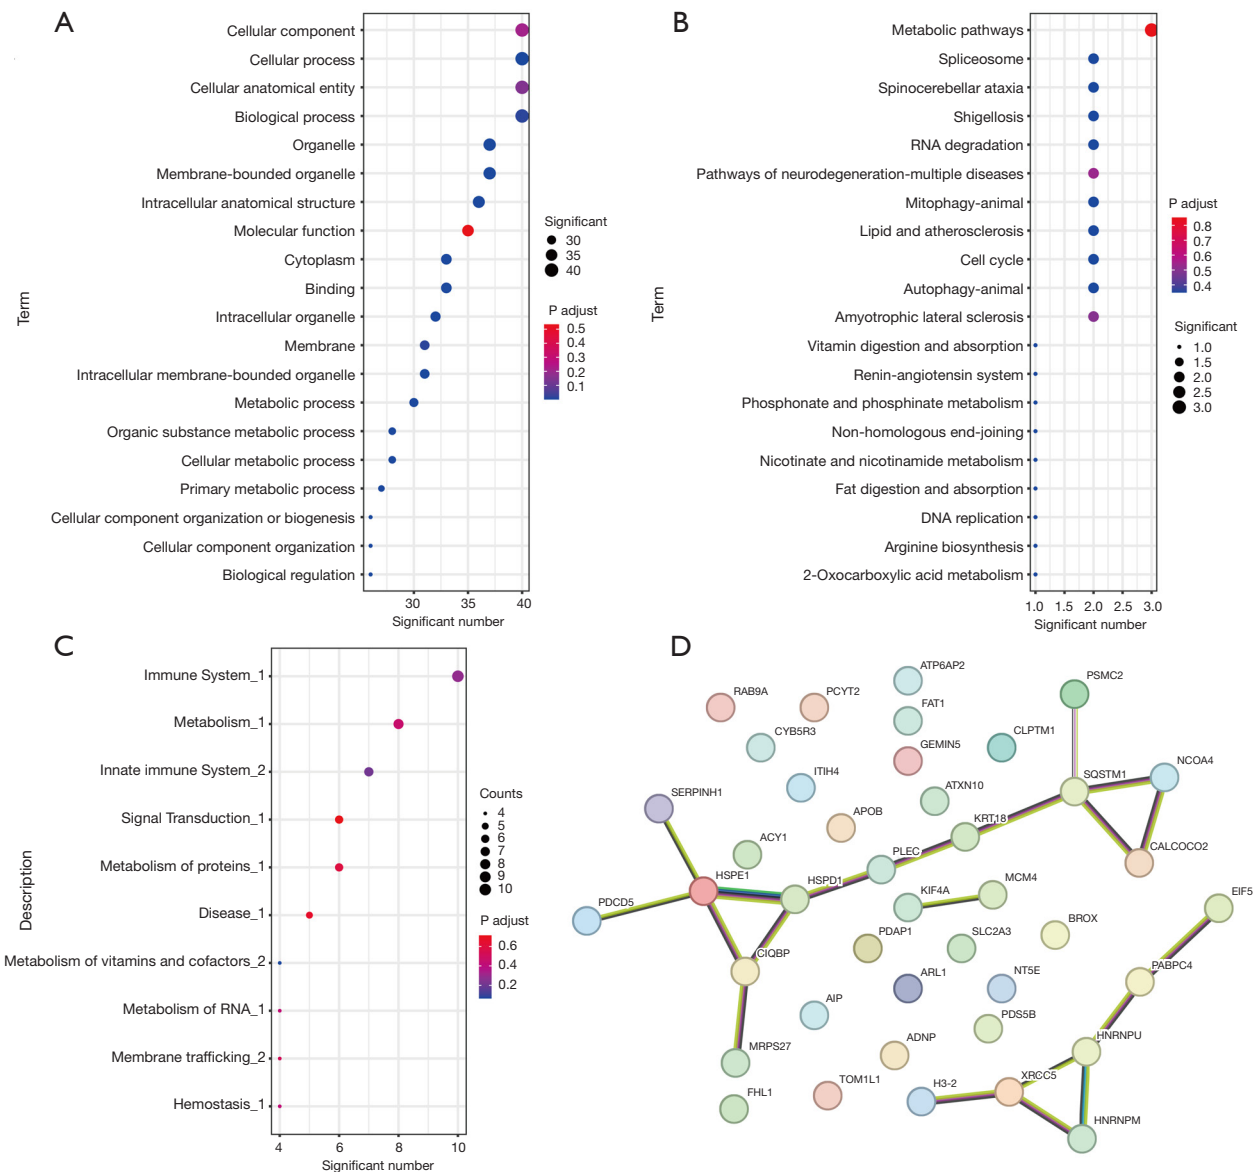 A
Term
Cellular component
Cellular process
Cellular anatomical entity
Biological process
Organelle
Membrane-bounded organelle
Intracellular anatomical structure
Molecular function
Cytoplasm
Binding
Intracellular organelle
Membrane
Intracellular membrane-bounded organelle
Metabolic process
Organic substance metabolic process
Cellular metabolic process
Primary metabolic process
Cellular component organization or biogenesis
Cellular component organization
Biological regulation
30 35 40
Significant number
Significant
30
35
40
P adjust
0.5
0.4
0.3
0.2
0.1
B
Term
Metabolic pathways
Spliceosome
Spinocerebellar ataxia
Shigellosis
RNA degradation
Pathways of neurodegeneration-multiple diseases
Mitophagy-animal
Lipid and atherosclerosis
Cell cycle
Autophagy-animal
Amyotrophic lateral sclerosis
Vitamin digestion and absorption
Renin-angiotensin system
Phosphonate and phosphinate metabolism
Non-homologous end-joining
Nicotinate and nicotinamide metabolism
Fat digestion and absorption
DNA replication
Arginine biosynthesis
2-Oxocarboxylic acid metabolism
1.0 1.5 2.0 2.5 3.0
Significant number
P adjust
0.8
0.7
0.6
0.5
0.4
Significant
1.0
1.5
2.0
2.5
3.0
C
Description
Immune System_1
Metabolism_1
Innate immune System_2
Signal Transduction_1
Metabolism of proteins_1
Disease_1
Metabolism of vitamins and cofactors_2
Metabolism of RNA_1
Membrane trafficking_2
Hemostasis_1
4 6 8 10
Significant number
Counts
4
5
6
7
8
9
10
P adjust
0.6
0.4
0.2
D
ATP6AP2
PSMC2
RAB9A
PCYT2
FAT1
CYB5R3
CLPTM1
GEMIN5
NCOA4
SQSTM1
ITIH4
SERPINH1
ATXN10
APOB
KRT18
ACY1
PLEC
CALCOCO2
HSPE1
HSPD1
KIF4A
MCM4
PDCD5
EIF5
PDAP1
SLC2A3
BROX
CIQBP
ARL1
NT5E
PABPC4
AIP
PDS5B
ADNP
HNRNPU
MRPS27
XRCC5
TOM1L1
H3-2
FHL1
HNRNPM